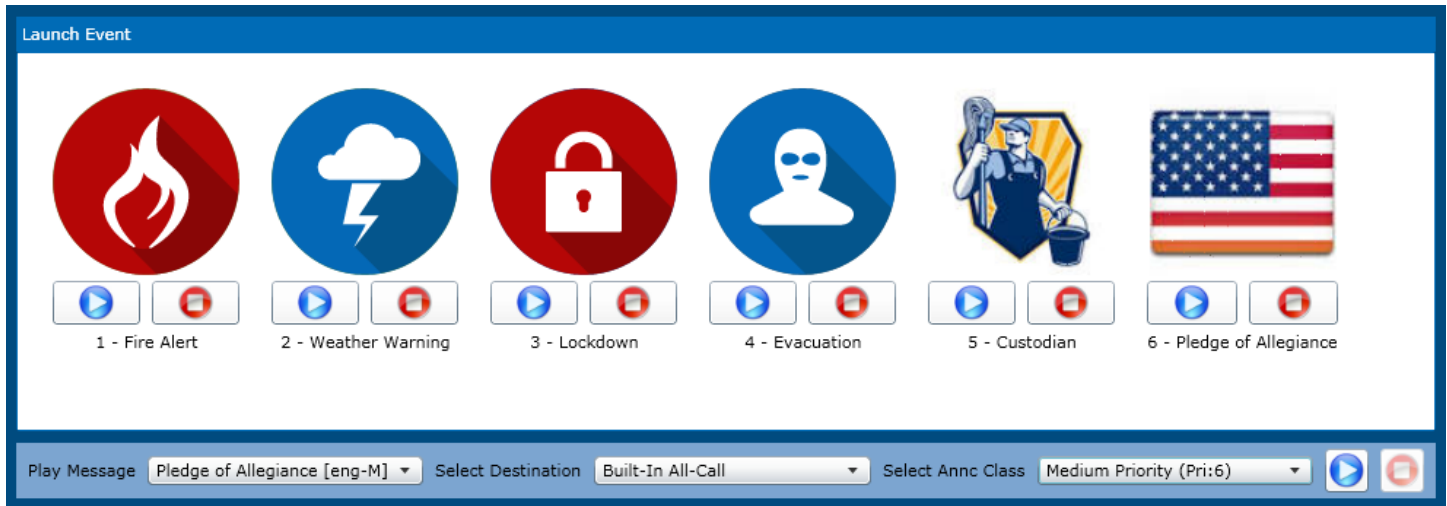 Launch Event
1 - Fire Alert
2 - Weather Warning
3 - Lockdown
4 - Evacuation
5 - Custodian
6 - Pledge of Allegiance
Play Message Pledge of Allegiance [eng-M] Select Destination Built-In All-Call Select Annc Class Medium Priority (Pri:6)